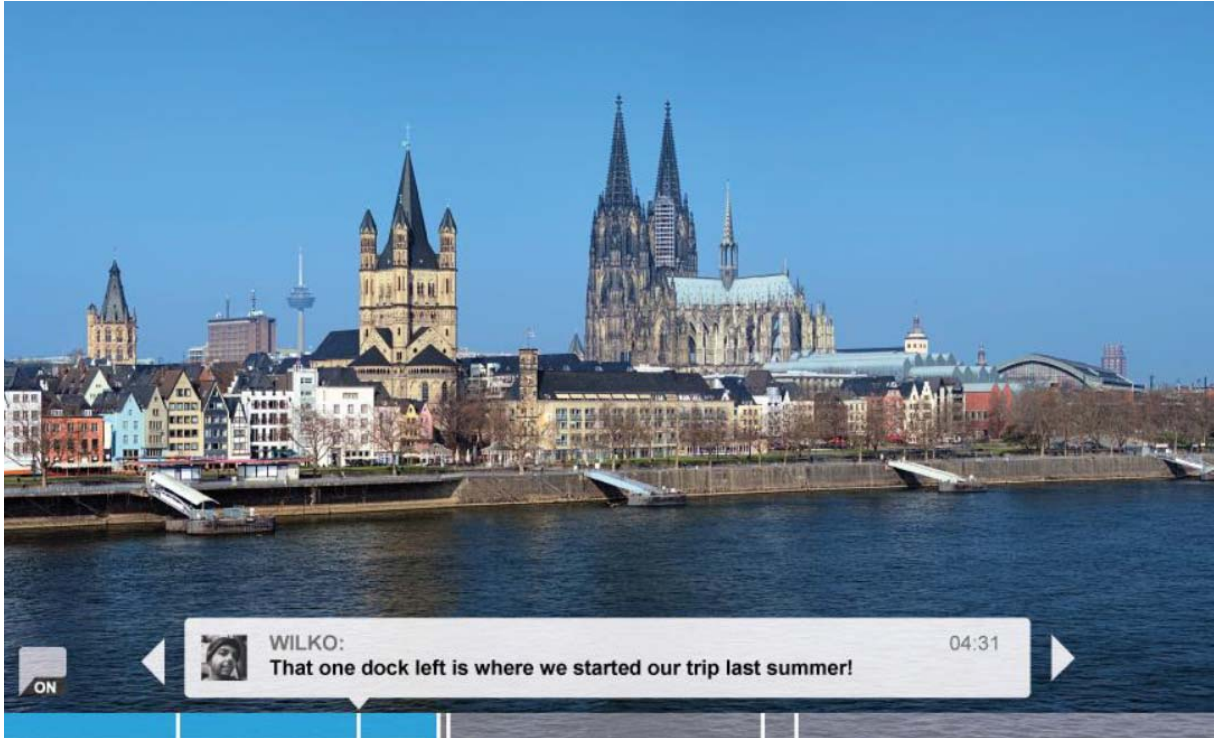 WILKO:
04:31
That one dock left is where we started our trip last summer!
ON